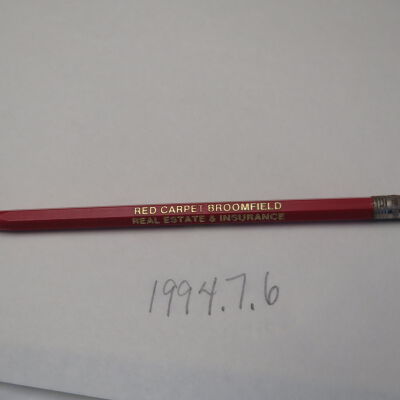 RED CARPET BROOMFIELD
REAL ESTATE & INSURANCE
1994.7.6